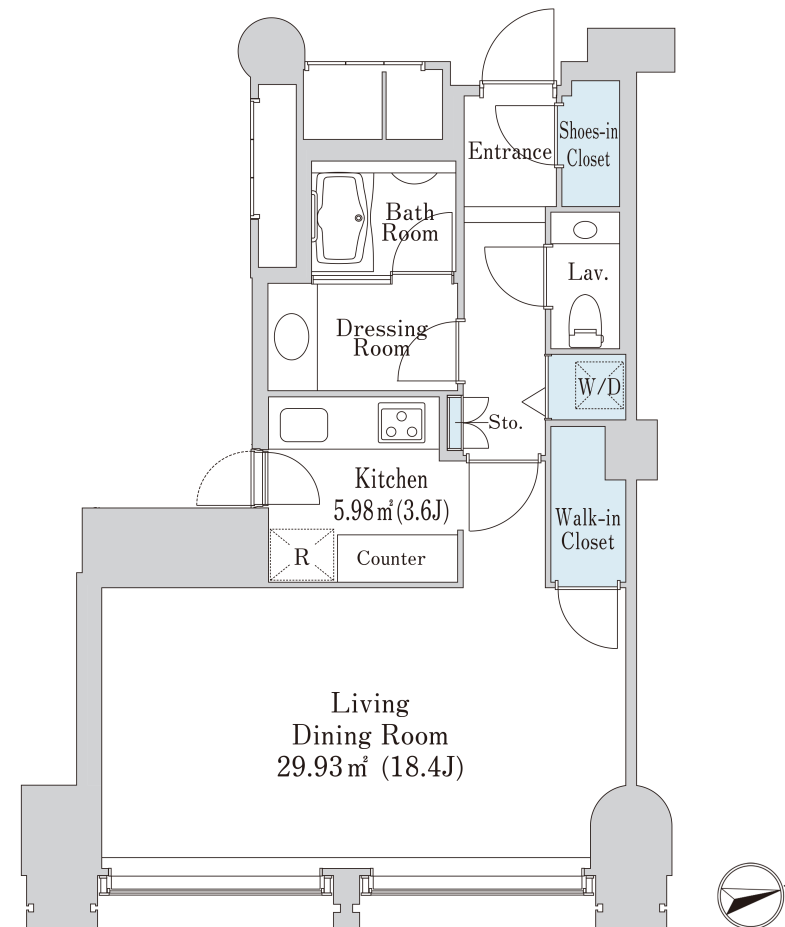 Entrance
Shoes-in
Closet
Bath
Room
Lav.
Dressing
Room
W/D
Sto.
Kitchen
5.98㎡(3.6J)
R
Counter
Walk-in
Closet
Living
Dining Room
29.93㎡ (18.4J)